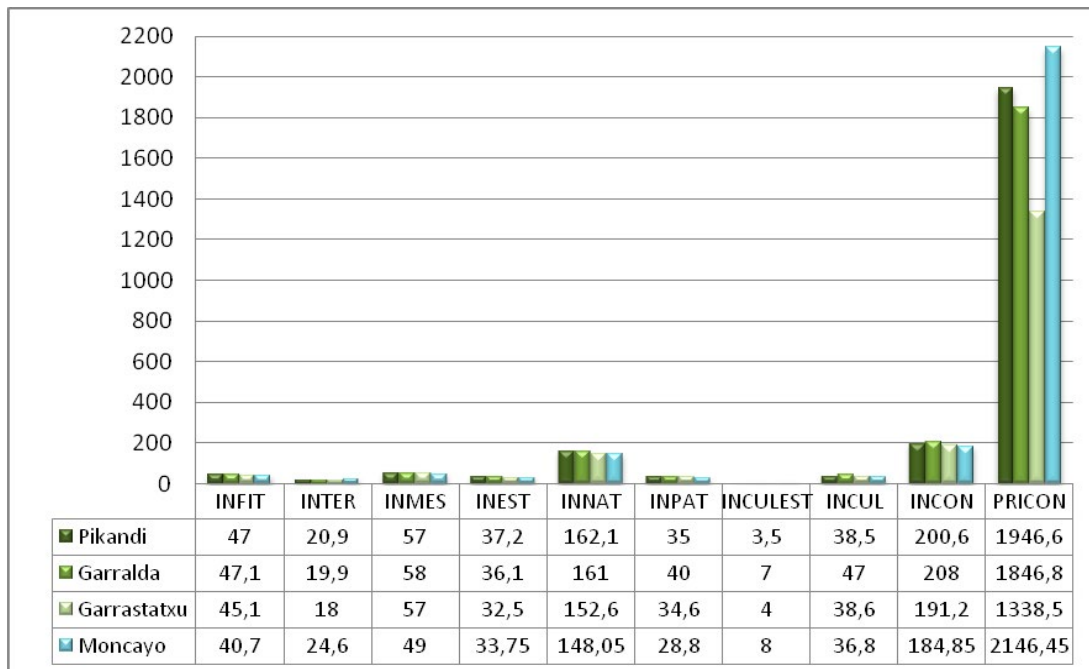 2200
2000
1800
1600
1400
1200
1000
800
600
400
200
0
INFIT INTER INMES INEST INNAT INPAT INCULEST INCUL INCON PRICON
Pikandi 47 20,9 57 37,2 162,1 35 3,5 38,5 200,6 1946,6
Garralda 47,1 19,9 58 36,1 161 40 7 47 208 1846,8
Garrastatxu 45,1 18 57 32,5 152,6 34,6 4 38,6 191,2 1338,5
Moncayo 40,7 24,6 49 33,75 148,05 28,8 8 36,8 184,85 2146,45